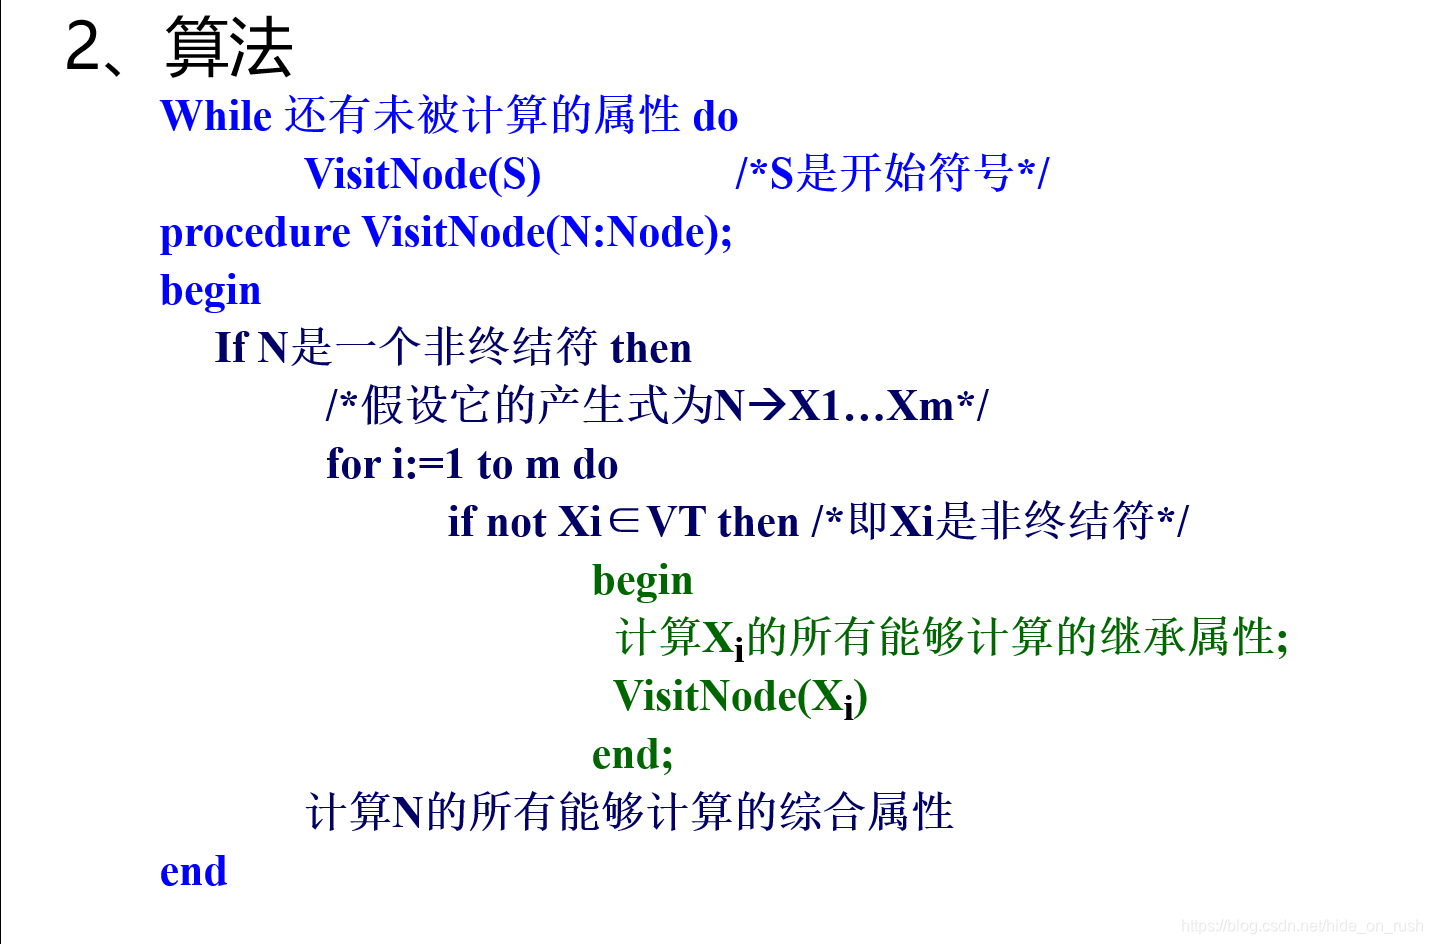 2、算法
While 还有未被计算的属性 do
VisitNode(S) /*S是开始符号*/
procedure VisitNode(N:Node);
begin
If N是一个非终结符 then
/*假设它的产生式为N→X1…Xm*/
for i:=1 to m do
if not Xi∈VT then /*即Xi是非终结符*/
begin
计算Xi的所有能够计算的继承属性;
VisitNode(Xi)
end;
计算N的所有能够计算的综合属性
end
https://blog.csdn.net/hide_on_rush